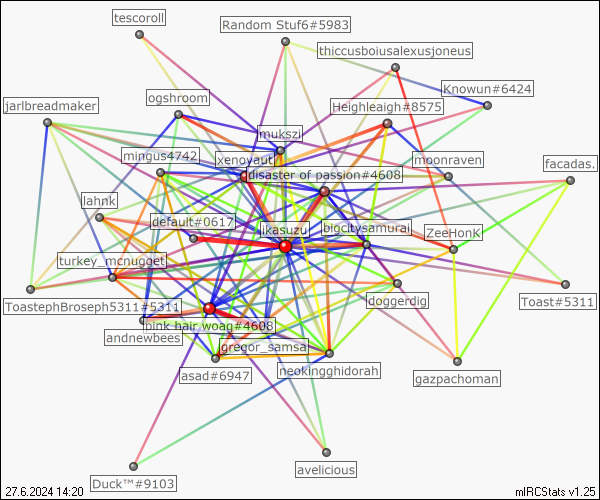 tescoroll
Random Stuf6#5983
thiccusboiusalexusjoneus
Knowun#6424
ogshroom
jarlbreadmaker
Heighleaigh#8575
mukszi
mingus4742
xenoyaut
moonraven
facadas.
disaster of passion#4608
lahnk
default#0617
ikasuzu
bigcitysamurai
ZeeHonK
turkey_mcnugget
ToastephBroseph5311#5311
doggerdig
Toast#5311
pink hair woag#4608
andnewbees
gregor_samsa
asad#6947
neokingghidorah
gazpachoman
avelicious
Duck™#9103
27.6.2024 14:20
mIRCStats v1.25